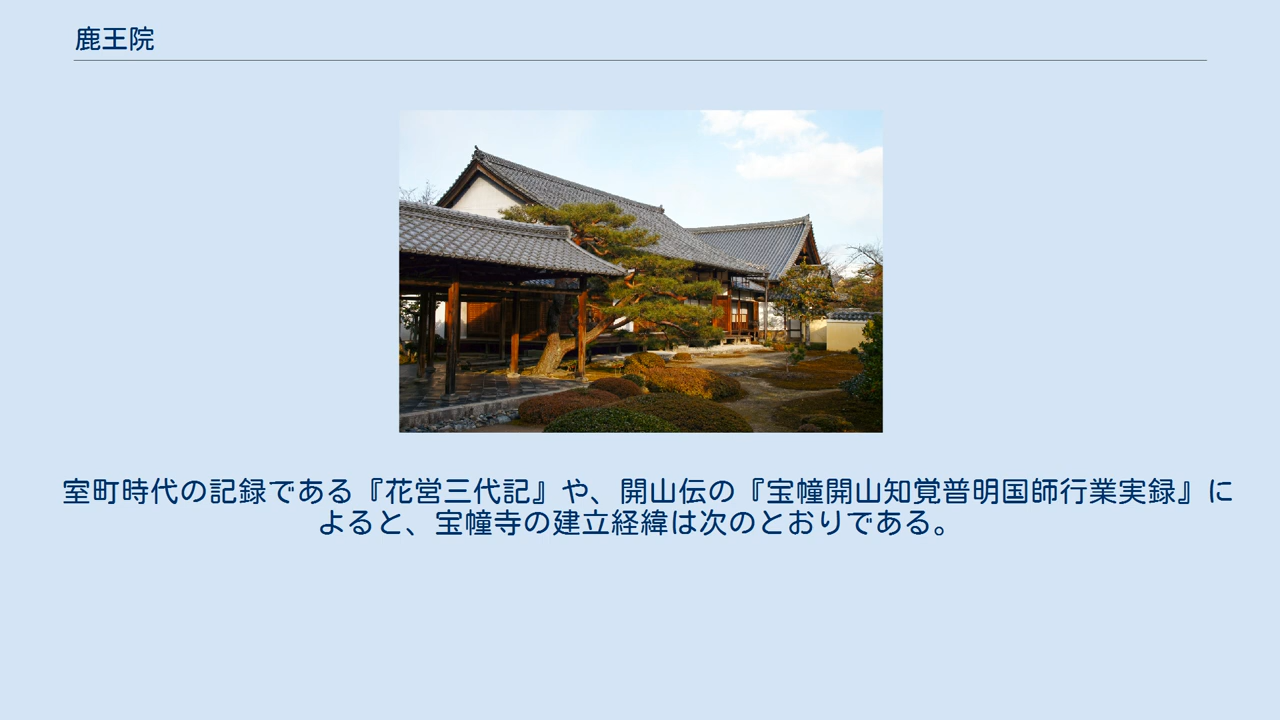 鹿王院
室町時代の記録である『花営三代記』や、開山伝の『宝幢開山知覚普明国師行業実録』に
よると、宝幢寺の建立経緯は次のとおりである。